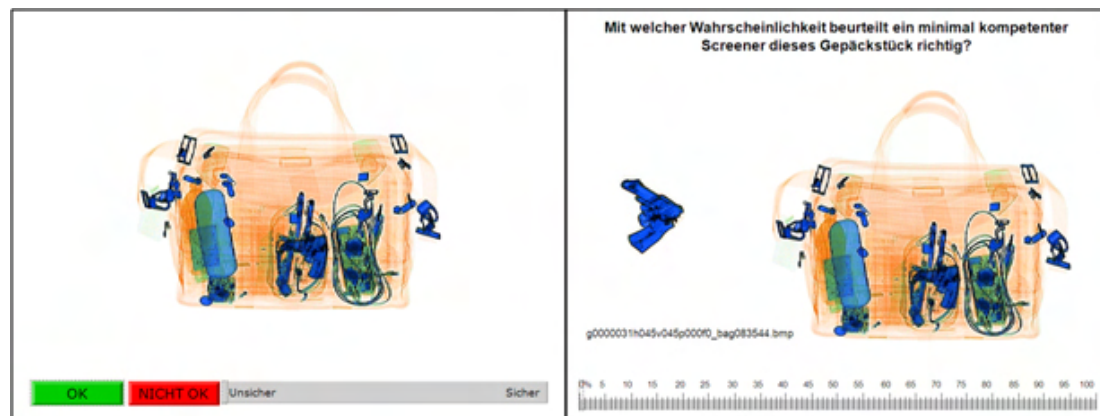 OK
NICHT OK
Unsicher
Sicher
Mit welcher Wahrscheinlichkeit beurteilt ein minimal kompetenter
Screener dieses Gepäckstück richtig?
g0000031h045v045p000f0_bag083544.bmp
0% 5 10 15 20 25 30 35 40 45 50 55 60 65 70 75 80 85 90 95 100